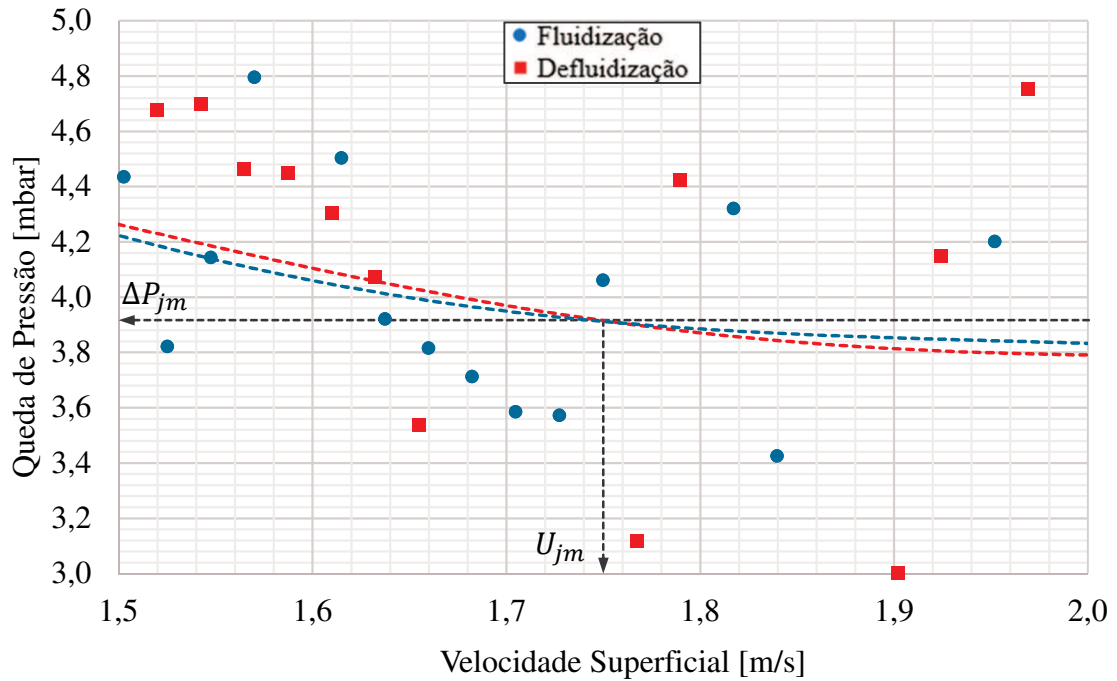 Fluidização
Defluidização
Queda de Pressão [mbar]
5,0
4,8
4,6
4,4
4,2
4,0
3,8
3,6
3,4
3,2
3,0
ΔPjm
Ujm
1,5 1,6 1,7 1,8 1,9 2,0
Velocidade Superficial [m/s]